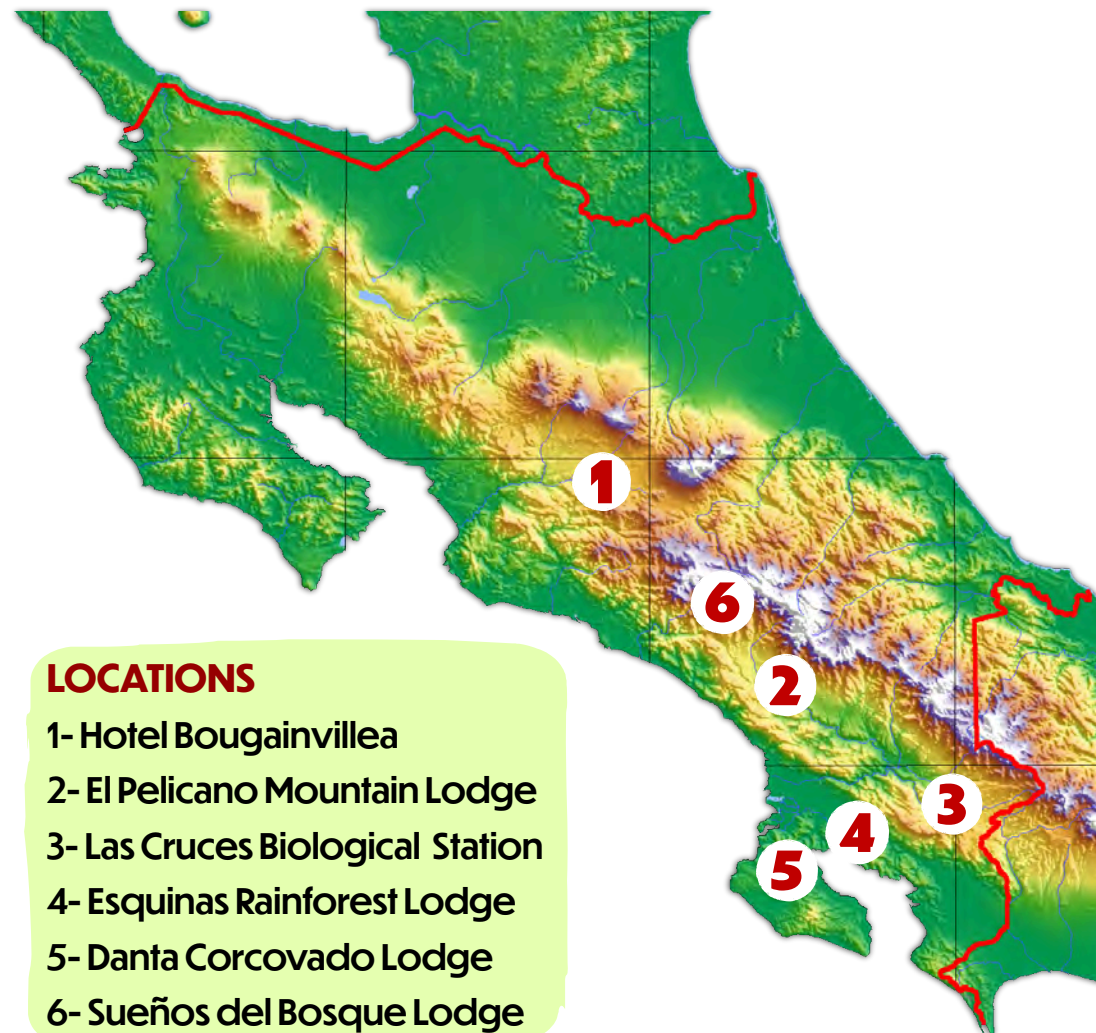 1
6
2
3
4
5
LOCATIONS
1- Hotel Bougainvillea
2- El Pelicano Mountain Lodge
3- Las Cruces Biological Station
4- Esquinas Rainforest Lodge
5- Danta Corcovado Lodge
6- Sueños del Bosque Lodge